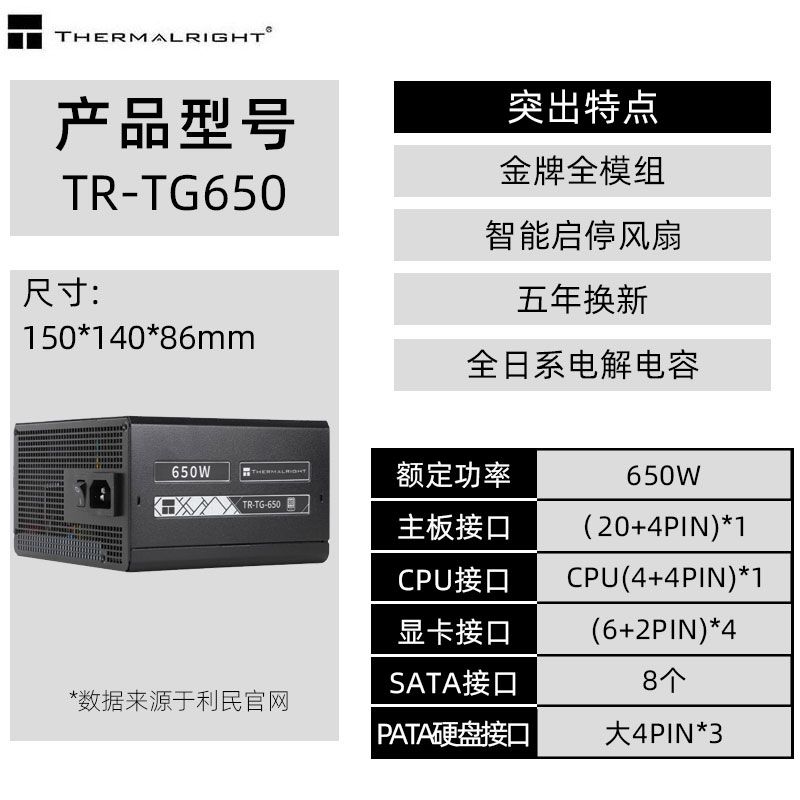 THERMALRIGHT®
产品型号
TR-TG650
尺寸:
150*140*86mm
650W
THERMALRIGHT
TR-TG-650
*数据来源于利民官网
突出特点
金牌全模组
智能启停风扇
五年换新
全日系电解电容
额定功率 650W
主板接口 (20+4PIN)*1
CPU接口 CPU(4+4PIN)*1
显卡接口 (6+2PIN)*4
SATA接口 8个
PATA硬盘接口 大4PIN*3